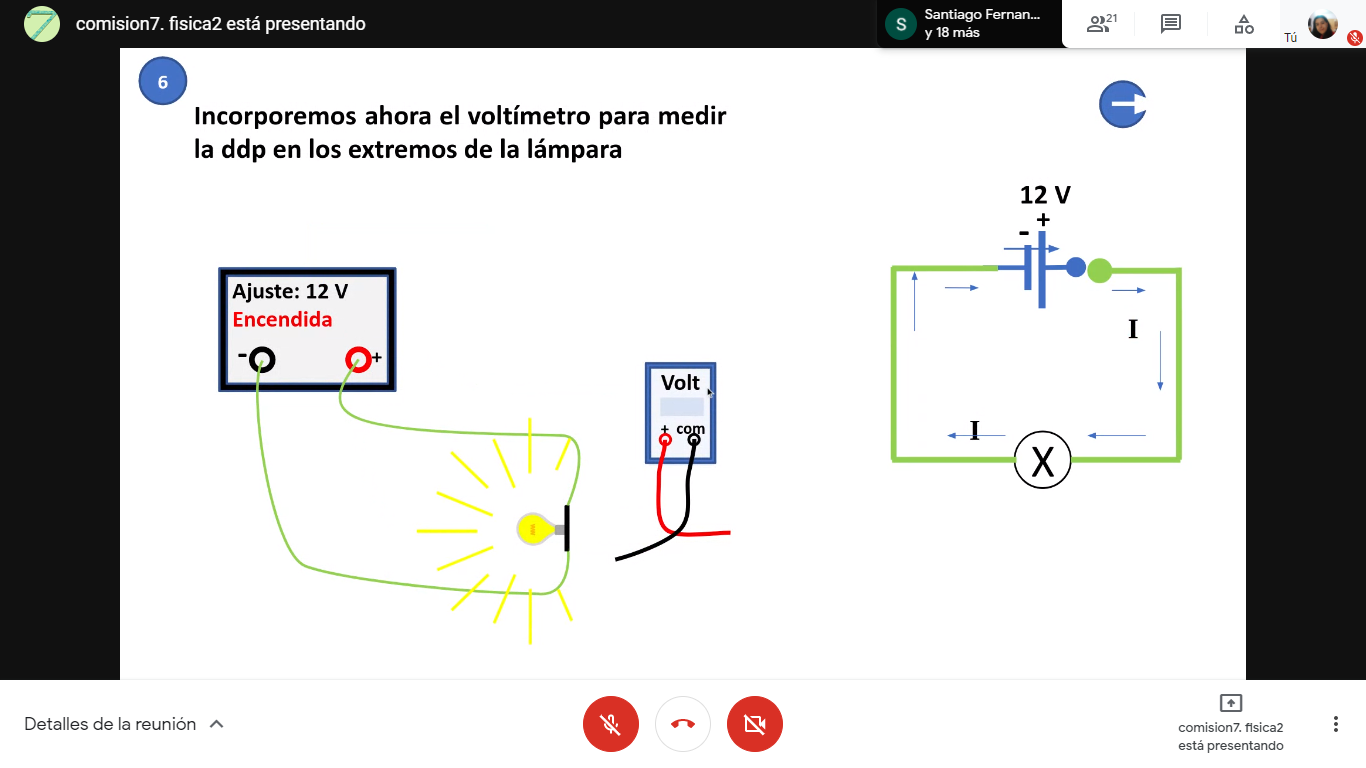 comision7. fisica2 está presentando
S
Santiago Fernan...
y 18 más
21
Tú
6
Incorporemos ahora el voltímetro para medir
la ddp en los extremos de la lámpara
12 V
- +
Ajuste: 12 V
Encendida
- +
Volt
+ com
I
I
X
Detalles de la reunión
comision7. fisica2
está presentando